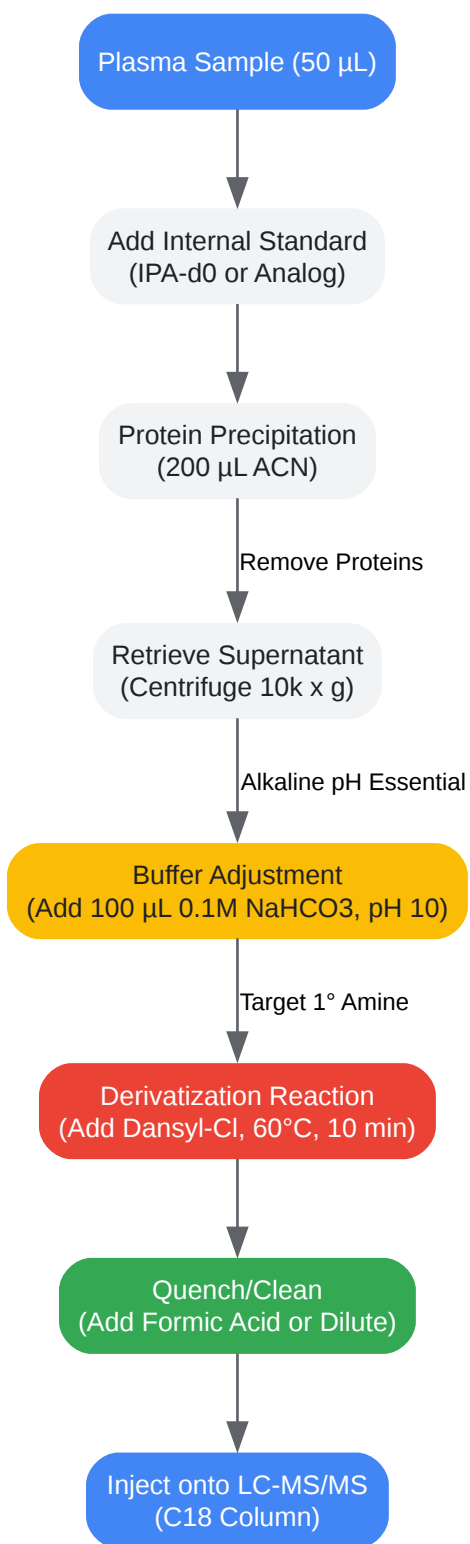 Plasma Sample (50 µL)
Add Internal Standard
(IPA-d0 or Analog)
Protein Precipitation
(200 µL ACN)
Remove Proteins
Retrieve Supernatant
(Centrifuge 10k x g)
Alkaline pH Essential
Buffer Adjustment
(Add 100 µL 0.1M NaHCO3, pH 10)
Target 1° Amine
Derivatization Reaction
(Add Dansyl-Cl, 60°C, 10 min)
Quench/Clean
(Add Formic Acid or Dilute)
Inject onto LC-MS/MS
(C18 Column)